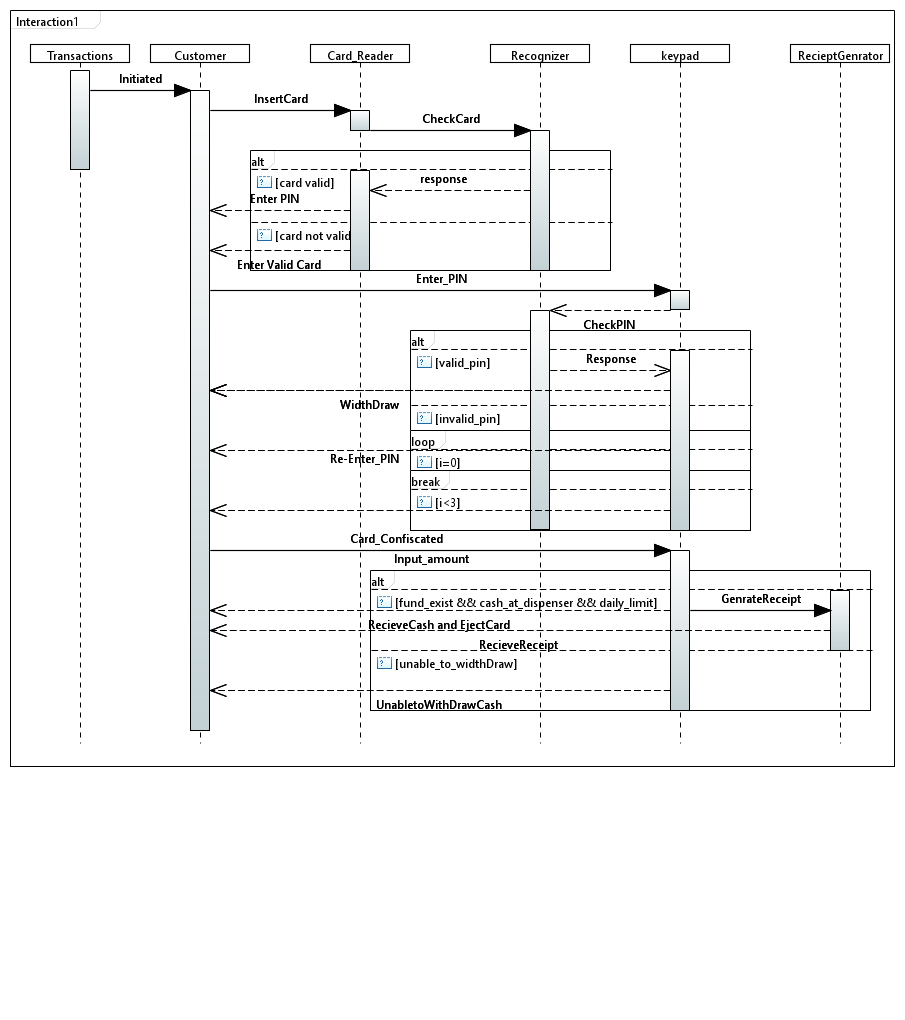 Interaction1
Transactions
Customer
Card_Reader
Recognizer
keypad
RecieptGenrator
Initiated
InsertCard
CheckCard
alt
[card valid]
response
Enter PIN
[card not valid
Enter Valid Card
Enter_PIN
CheckPIN
alt
[valid_pin]
Response
WidthDraw
[invalid_pin]
loop
Re-Enter_PIN
[i=0]
break
[i<3]
Card_Confiscated
Input_amount
alt
[fund_exist && cash_at_dispenser && daily_limit]
GenrateReceipt
RecieveCash and EjectCard
RecieveReceipt
[unable_to_widthDraw]
UnabletoWithDrawCash